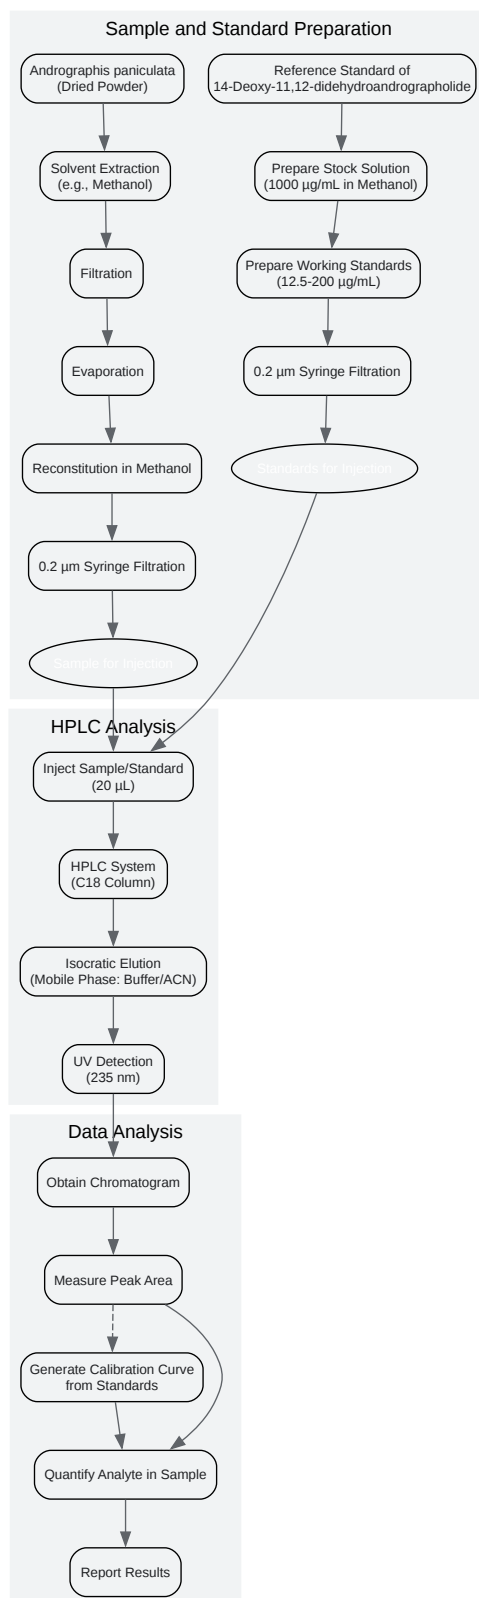 Sample and Standard Preparation
Andrographis paniculata
(Dried Powder)
Solvent Extraction
(e.g., Methanol)
Filtration
Evaporation
Reconstitution in Methanol
0.2 µm Syringe Filtration
Sample for Injection
Reference Standard of
14-Deoxy-11,12-didehydroandrographolide
Prepare Stock Solution
(1000 µg/mL in Methanol)
Prepare Working Standards
(12.5-200 µg/mL)
0.2 µm Syringe Filtration
Standards for Injection
HPLC Analysis
Inject Sample/Standard
(20 µL)
HPLC System
(C18 Column)
Isocratic Elution
(Mobile Phase: Buffer/ACN)
UV Detection
(235 nm)
Data Analysis
Obtain Chromatogram
Measure Peak Area
Generate Calibration Curve
from Standards
Quantify Analyte in Sample
Report Results